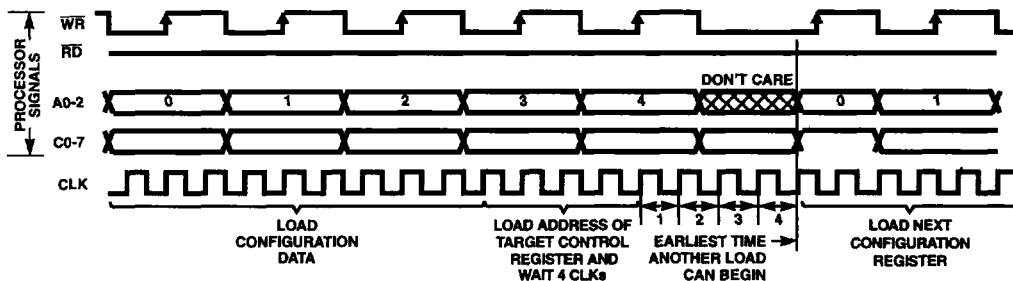 PROCESSOR
SIGNALS
WR
RD
DON'T CARE
A0-2
0
1
2
3
4
0
1
C0-7
CLK
1
2
3
4
LOAD
CONFIGURATION
DATA
LOAD ADDRESS OF
TARGET CONTROL
REGISTER AND
WAIT 4 CLKs
EARLIEST TIME
ANOTHER LOAD
CAN BEGIN
LOAD NEXT
CONFIGURATION
REGISTER